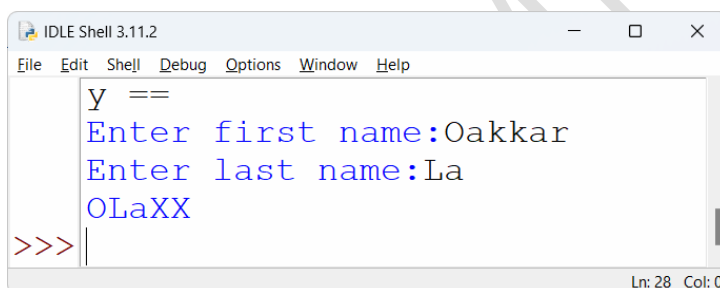 IDLE Shell 3.11.2
File Edit Shell Debug Options Window Help
y ==
Enter first name:Oakkar
Enter last name:La
OLaXX
>>>
Ln: 28 Col: 0